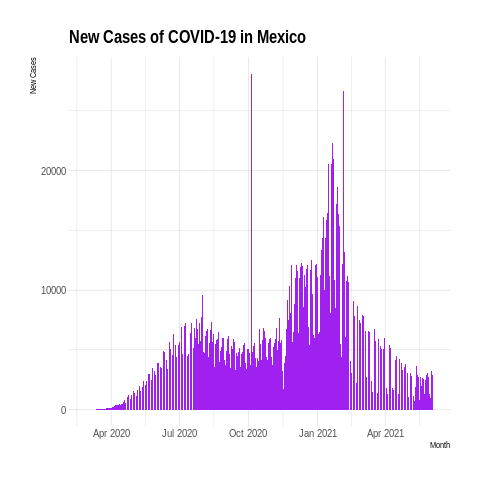 New Cases of COVID-19 in Mexico
New Cases
20000
10000
0
Apr 2020 Jul 2020 Oct 2020 Jan 2021 Apr 2021
Month